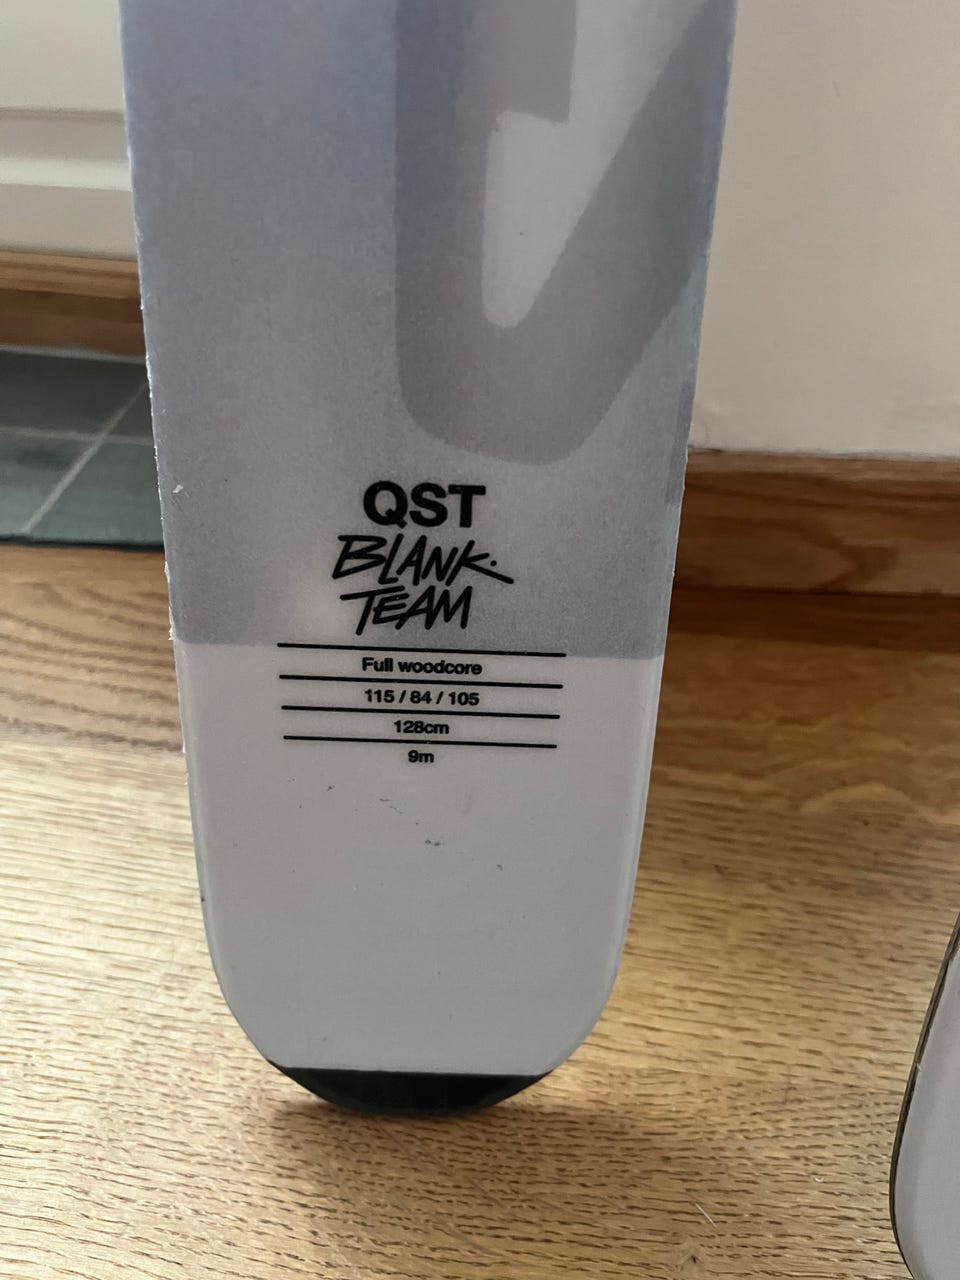 QST
BLANK.
TEAM
Full woodcore
115 / 84 / 105
128cm
9m